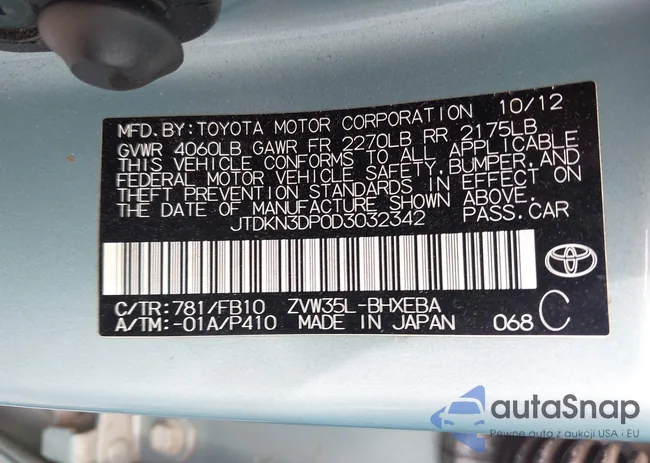 MFD.BY:TOYOTA MOTOR CORPORATION 10/12
GVWR 4060LB GAWR FR 2270LB RR 2175LB
THIS VEHICLE CONFORMS TO ALL APPLICABLE
FEDERAL MOTOR VEHICLE SAFETY,BUMPER,AND
THEFT PREVENTION STANDARDS IN EFFECT ON
THE DATE OF MANUFACTURE SHOWN ABOVE.
JTDKN3DP0D3032342 PASS.CAR
C/TR:781/FB10 ZVW35L-BHXEBA
A/TM:-01A/P410 MADE IN JAPAN 068 C
autaSnap
Pewne auta z aukcji USA i EU